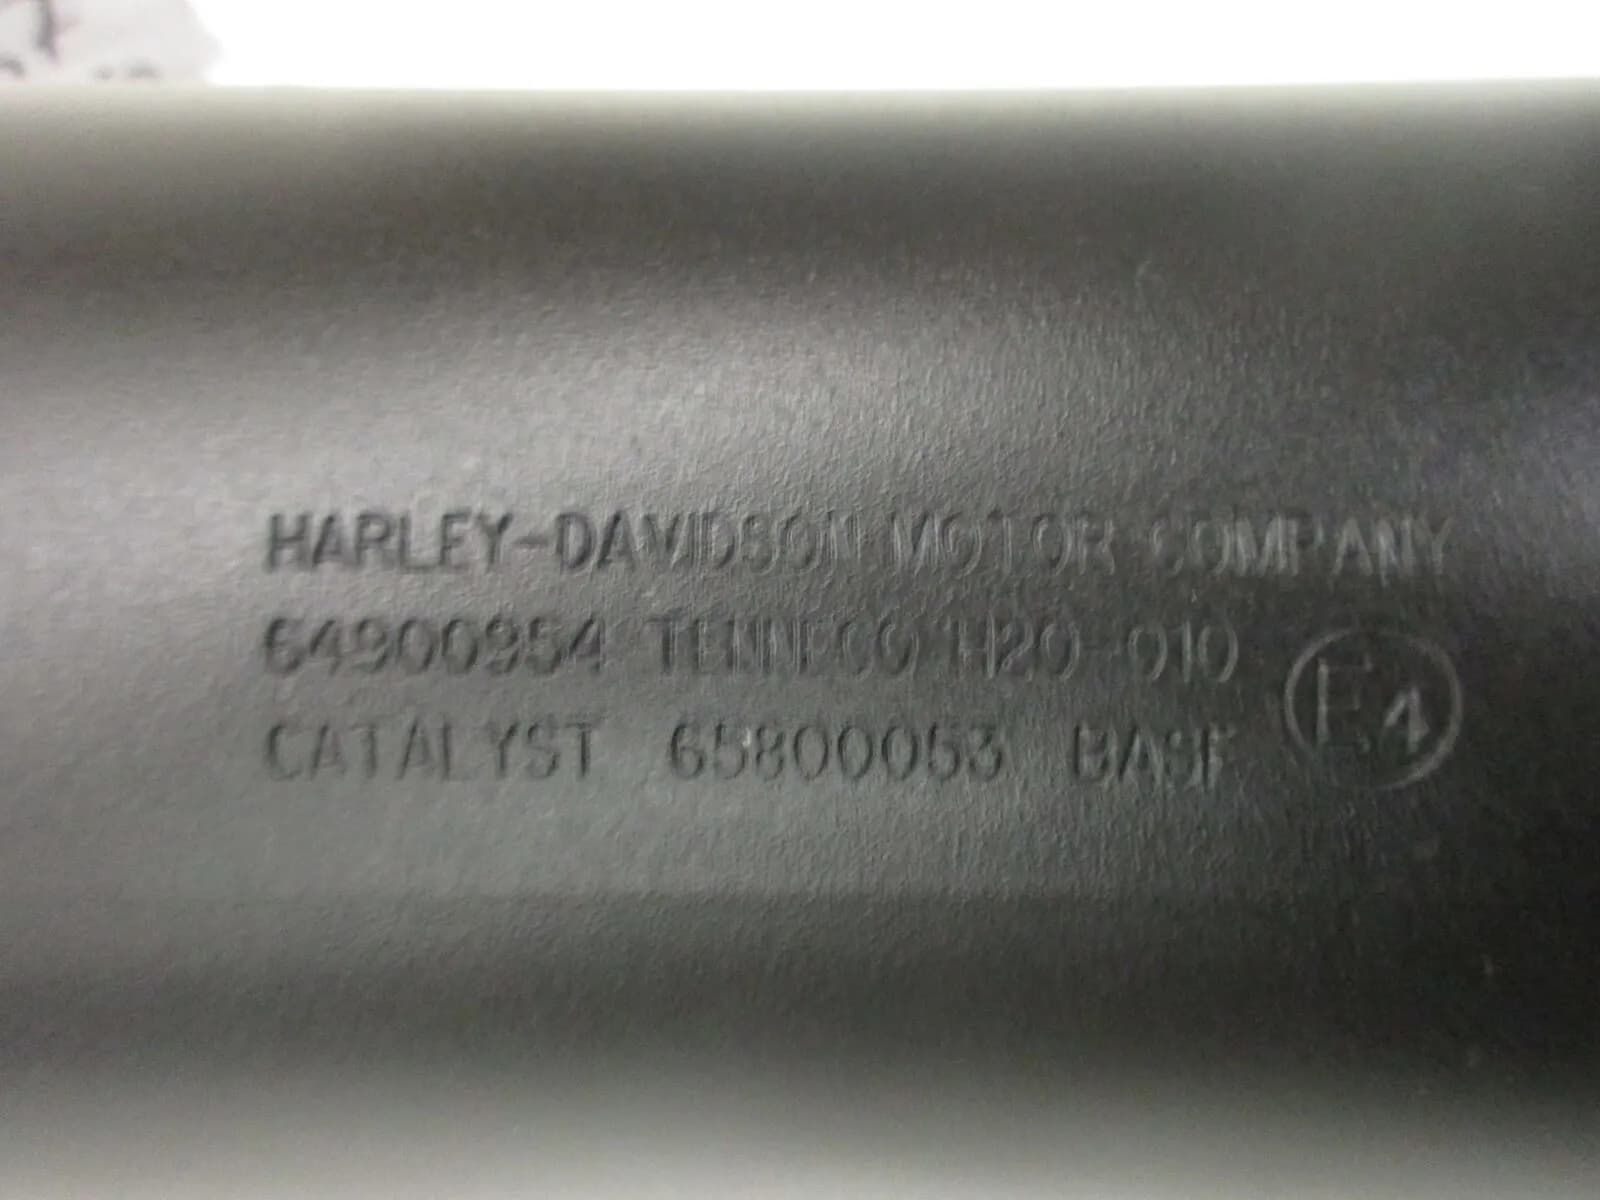 HARLEY-DAVIDSON MOTOR COMPANY
64900954 TENNECO H20-010
CATALYST 65800053 BASF
E4